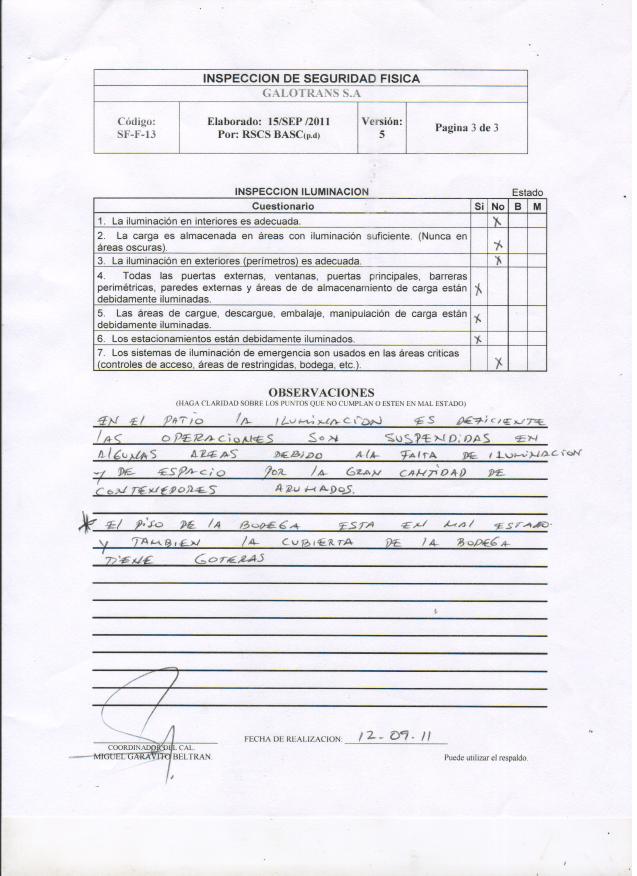 INSPECCION DE SEGURIDAD FISICA
GALOTRANS S.A
Código:
SF-F-13
Elaborado: 15/SEP /2011
Por: RSCS BASC(p.d)
Versión:
5
Pagina 3 de 3
INSPECCION ILUMINACION Estado
Cuestionario Si No B M
1. La iluminación en interiores es adecuada. X
2. La carga es almacenada en áreas con iluminación suficiente. (Nunca en
áreas oscuras). X
3. La iluminación en exteriores (perímetros) es adecuada. X
4. Todas las puertas externas, ventanas, puertas principales, barreras
perimétricas, paredes externas y áreas de de almacenamiento de carga están
debidamente iluminadas. X
5. Las áreas de cargue, descargue, embalaje, manipulación de carga están
debidamente iluminadas. X
6. Los estacionamientos están debidamente iluminados. X
7. Los sistemas de iluminación de emergencia son usados en las áreas criticas
(controles de acceso, áreas de restringidas, bodega, etc.). X
OBSERVACIONES
(HAGA CLARIDAD SOBRE LOS PUNTOS QUE NO CUMPLAN O ESTEN EN MAL ESTADO)
EN El PATIO lA ILUMINACION ES DEFICIENTE
lAS OPERACIONES SON SUSPENDIDAS EN
AlGUNAS AREAS DEBIDO AlA FAlTA DE ILUMINACION
Y DE ESPACIO POR lA GRAN CANTIDAD DE
CONTENEDORES ARUMADOS.
* El PISO DE lA BODEGA ESTA EN MAl ESTADO.
Y TAMBIEN lA CUBIERTA DE lA BODEGA
TIENE GOTERAS
FECHA DE REALIZACION: 12-09-11
COORDINADOR DEL CAL.
MIGUEL GARAVITO BELTRAN.
Puede utilizar el respaldo.